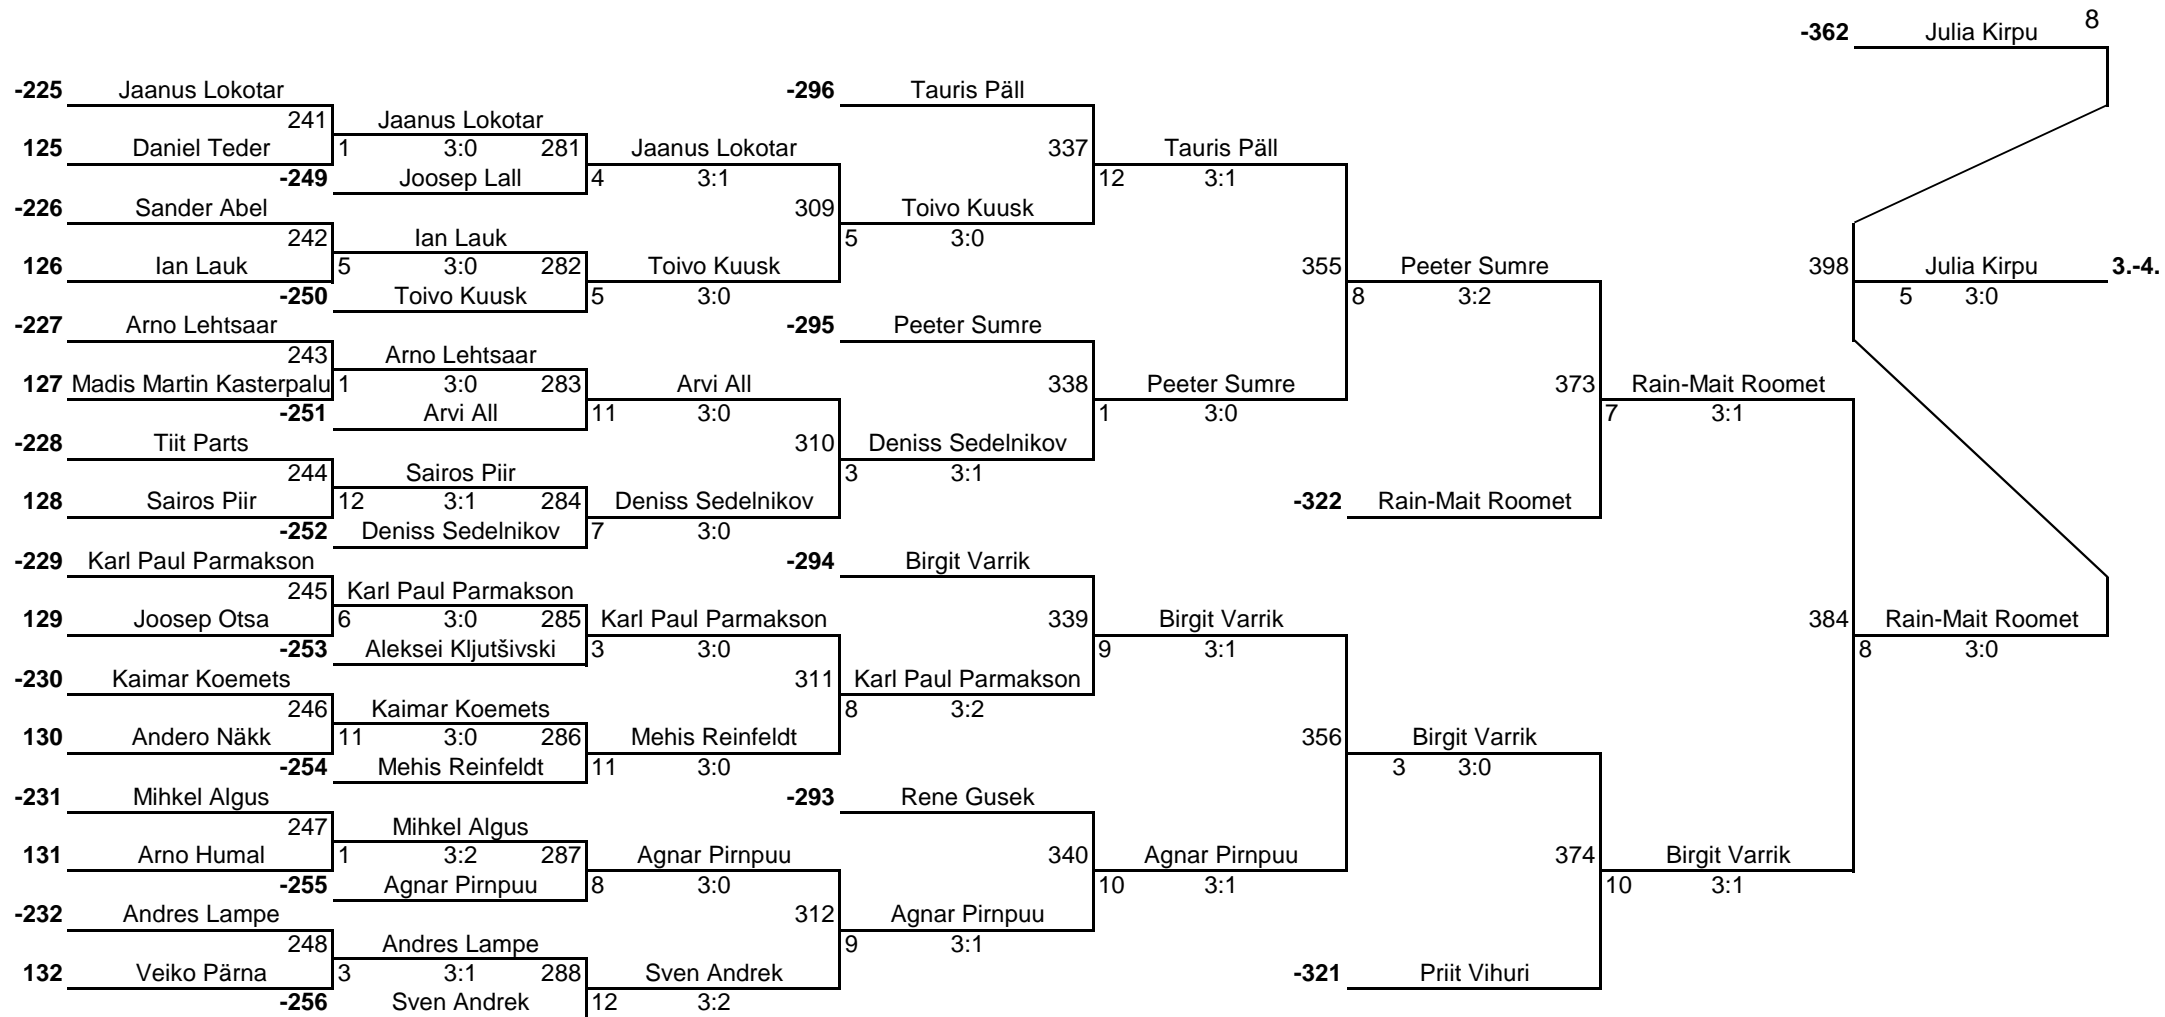 8
-362 Julia Kirpu
-225 Jaanus Lokotar -296 Tauris Päll
241 Jaanus Lokotar
125 Daniel Teder 1 3:0 281 Jaanus Lokotar 337 Tauris Päll
-249 Joosep Lall 4 3:1 12 3:1
-226 Sander Abel 309 Toivo Kuusk
242 Ian Lauk 5 3:0
126 Ian Lauk 5 3:0 282 Toivo Kuusk 355 Peeter Sumre 398 Julia Kirpu 3.-4.
-250 Toivo Kuusk 5 3:0 8 3:2 5 3:0
-227 Arno Lehtsaar -295 Peeter Sumre
243 Arno Lehtsaar
127 Madis Martin Kasterpalu 1 3:0 283 Arvi All 338 Peeter Sumre 373 Rain-Mait Roomet
-251 Arvi All 11 3:0 1 3:0 7 3:1
-228 Tiit Parts 310 Deniss Sedelnikov
244 Sairos Piir 3 3:1
128 Sairos Piir 12 3:1 284 Deniss Sedelnikov -322 Rain-Mait Roomet
-252 Deniss Sedelnikov 7 3:0
-229 Karl Paul Parmakson -294 Birgit Varrik
245 Karl Paul Parmakson
129 Joosep Otsa 6 3:0 285 Karl Paul Parmakson 339 Birgit Varrik 384 Rain-Mait Roomet
-253 Aleksei Kljutšivski 3 3:0 9 3:1 8 3:0
-230 Kaimar Koemets 311 Karl Paul Parmakson
246 Kaimar Koemets 8 3:2
130 Andero Näkk 11 3:0 286 Mehis Reinfeldt 356 Birgit Varrik
-254 Mehis Reinfeldt 11 3:0 3 3:0
-231 Mihkel Algus -293 Rene Gusek
247 Mihkel Algus
131 Arno Humal 1 3:2 287 Agnar Pirnpuu 340 Agnar Pirnpuu 374 Birgit Varrik
-255 Agnar Pirnpuu 8 3:0 10 3:1 10 3:1
-232 Andres Lampe 312 Agnar Pirnpuu
248 Andres Lampe 9 3:1
132 Veiko Pärna 3 3:1 288 Sven Andrek -321 Priit Vihuri
-256 Sven Andrek 12 3:2